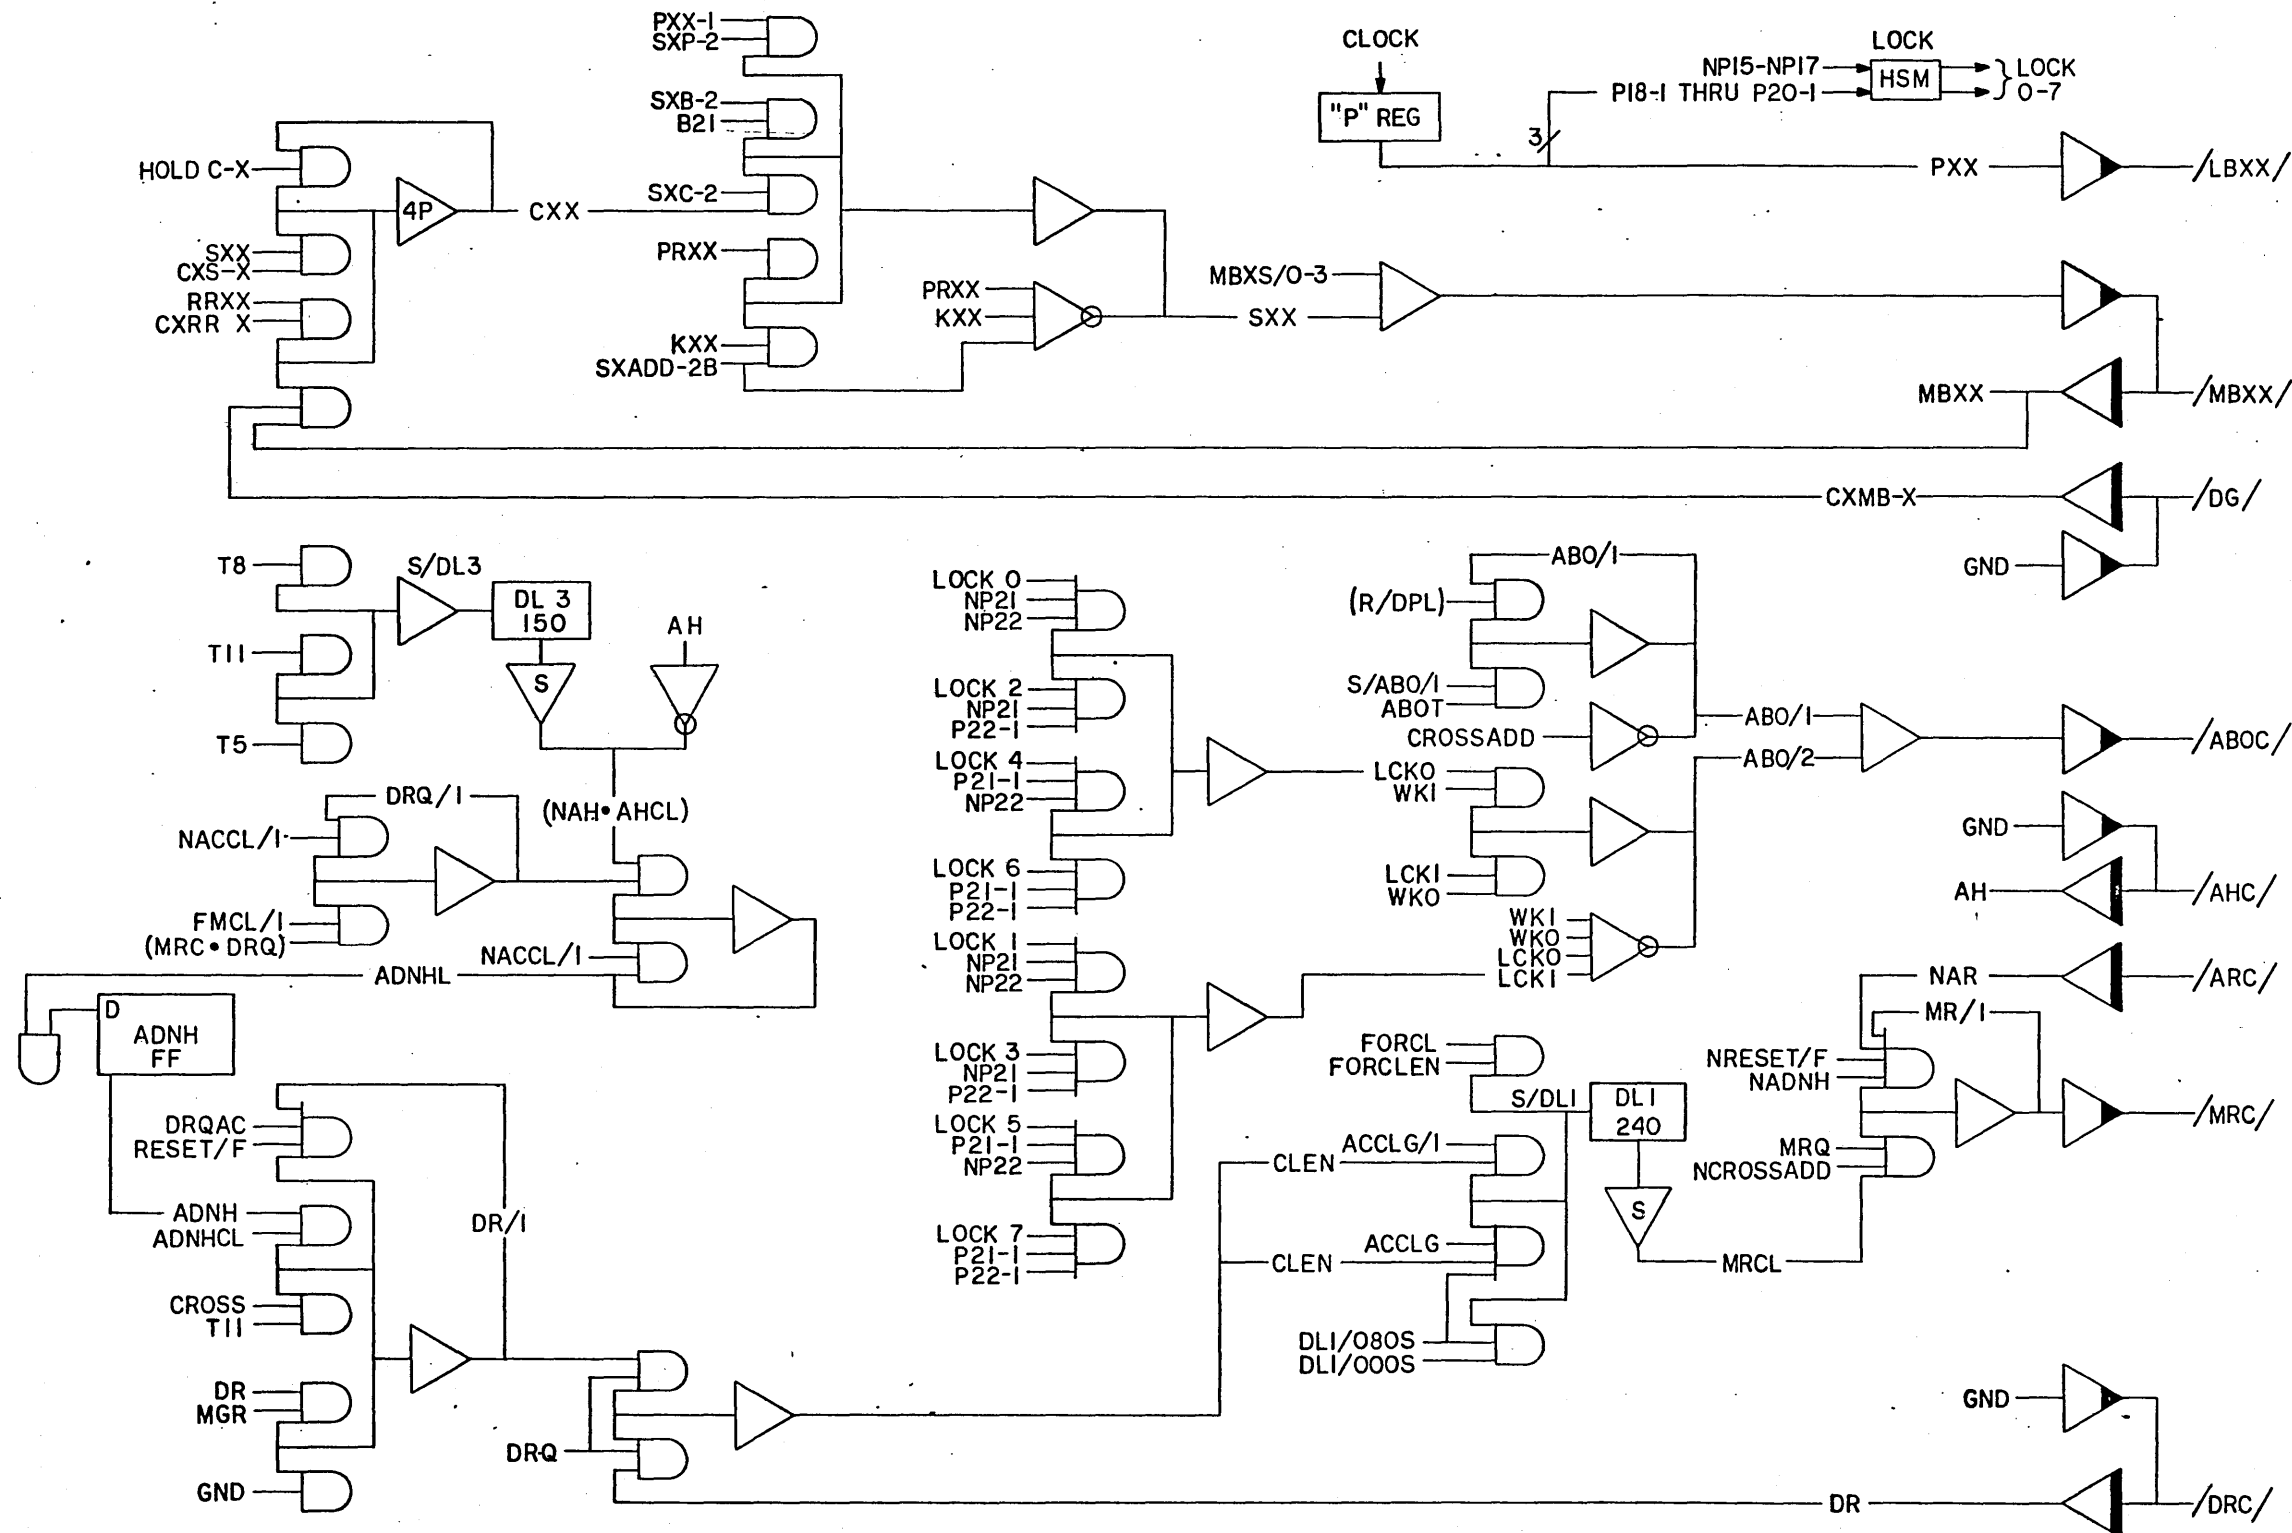 PXX-1
SXP-2
SXB-2
B21
HOLD C-X
4P
CXX
SXC-2
SXX
CXS-X
RRXX
CXRR X
PRXX
KXX
SXADD-2B
PRXX
KXX
SXX
MBXS/0-3
CLOCK
"P" REG
3
NP15-NP17
P18-1 THRU P20-1
LOCK
HSM
LOCK
0-7
PXX
/LBXX/
MBXX
/MBXX/
CXMB-X
/DG/
GND
T8
T11
T5
S/DL3
DL 3
150
S
AH
(NAH•AHCL)
DRQ/1
NACCL/1
FMCL/1
(MRC•DRQ)
NACCL/1
ADNHL
D
ADNH
FF
DRQAC
RESET/F
ADNH
ADNHCL
CROSS
T11
DR
MGR
GND
DR/1
DRQ
LOCK 0
NP21
NP22
LOCK 2
NP21
P22-1
LOCK 4
P21-1
NP22
LOCK 6
P21-1
P22-1
LOCK 1
NP21
NP22
LOCK 3
NP21
P22-1
LOCK 5
P21-1
NP22
LOCK 7
P21-1
P22-1
ABO/1
(R/DPL)
S/ABO/1
ABOT
CROSSADD
LCK0
WK1
LCK1
WK0
WK1
WK0
LCK0
LCK1
ABO/1
ABO/2
/ABOC/
GND
AH
/AHC/
FORCL
FORCLEN
S/DL1
DL1
240
S
ACCLG/1
CLEN
ACCLG
CLEN
DL1/080S
DL1/000S
MRCL
NAR
/ARC/
MR/1
NRESET/F
NADNH
MRQ
NCROSSADD
/MRC/
GND
DR
/DRC/